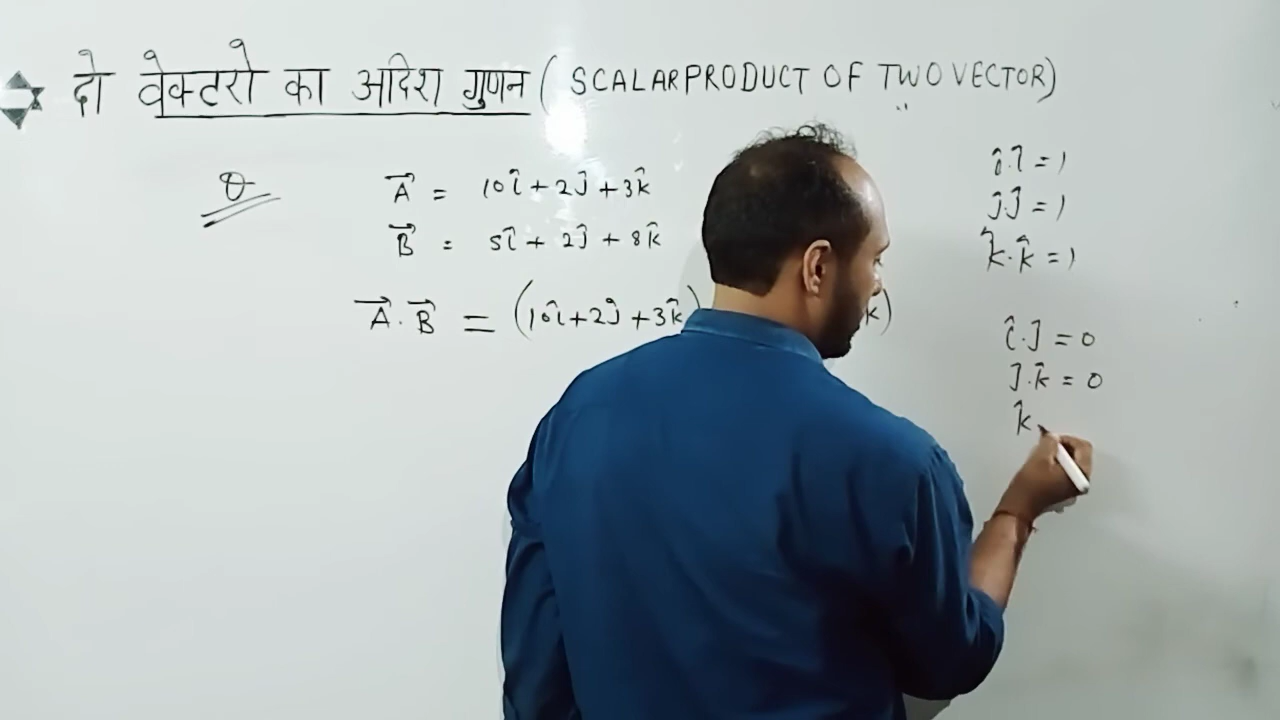 दो वेक्टरो का अदिश गुणन ( SCALAR PRODUCT OF TWO VECTOR)
Q
A⃗ = 10î + 2ĵ + 3k̂
B⃗ = 5î + 2ĵ + 8k̂
A⃗ . B⃗ = (10î + 2ĵ + 3k̂) k)
î . î = 1
ĵ . ĵ = 1
k̂ . k̂ = 1
î . ĵ = 0
ĵ . k̂ = 0
k̂ .